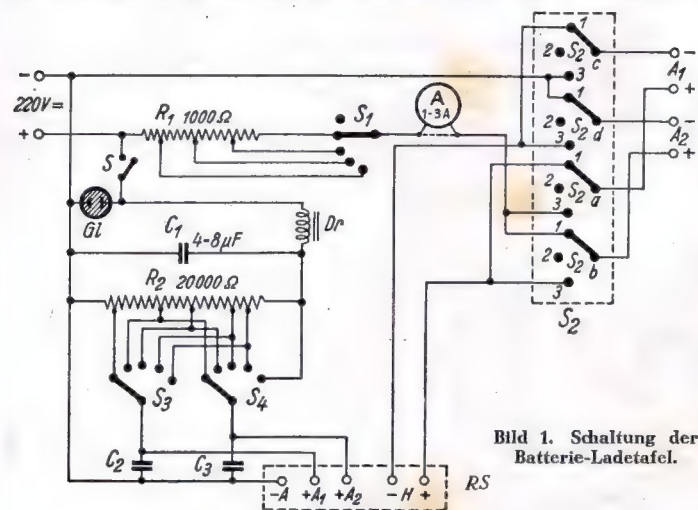 −
220V=
+
R₁ 1000 Ω
S₁
A
1-3A
S
Gl
C₁
4-8µF
Dr
R₂ 20000 Ω
S₃
S₄
C₂
C₃
−A +A₁ +A₂ −H +
RS
1
2 S₂
c
3
1
2 S₂
d
3
1
2 S₂
a
3
1
2 S₂
b
3
S₂
−
A₁
+
−
A₂
+
Bild 1. Schaltung der
Batterie-Ladetafel.